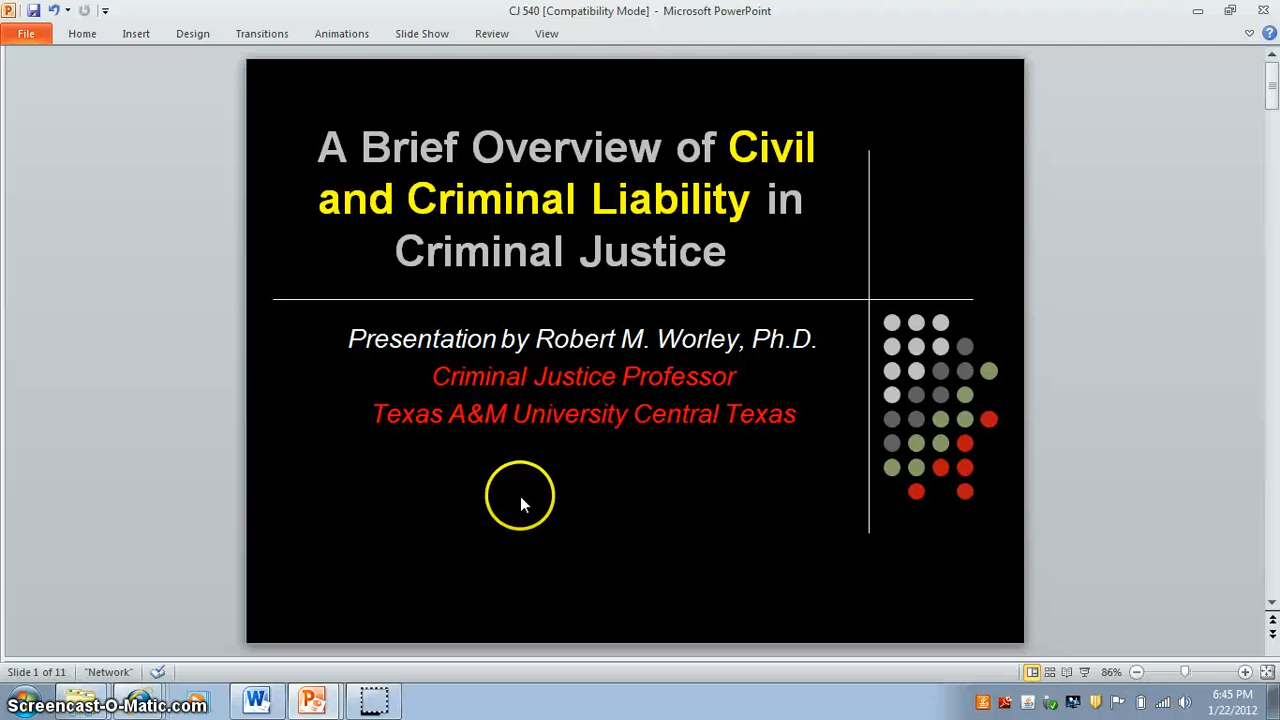 CJ 540 [Compatibility Mode] - Microsoft PowerPoint
File Home Insert Design Transitions Animations Slide Show Review View
A Brief Overview of Civil
and Criminal Liability in
Criminal Justice
Presentation by Robert M. Worley, Ph.D.
Criminal Justice Professor
Texas A&M University Central Texas
Slide 1 of 11 "Network" 86%
Screencast-O-Matic.com
6:45 PM
1/22/2012